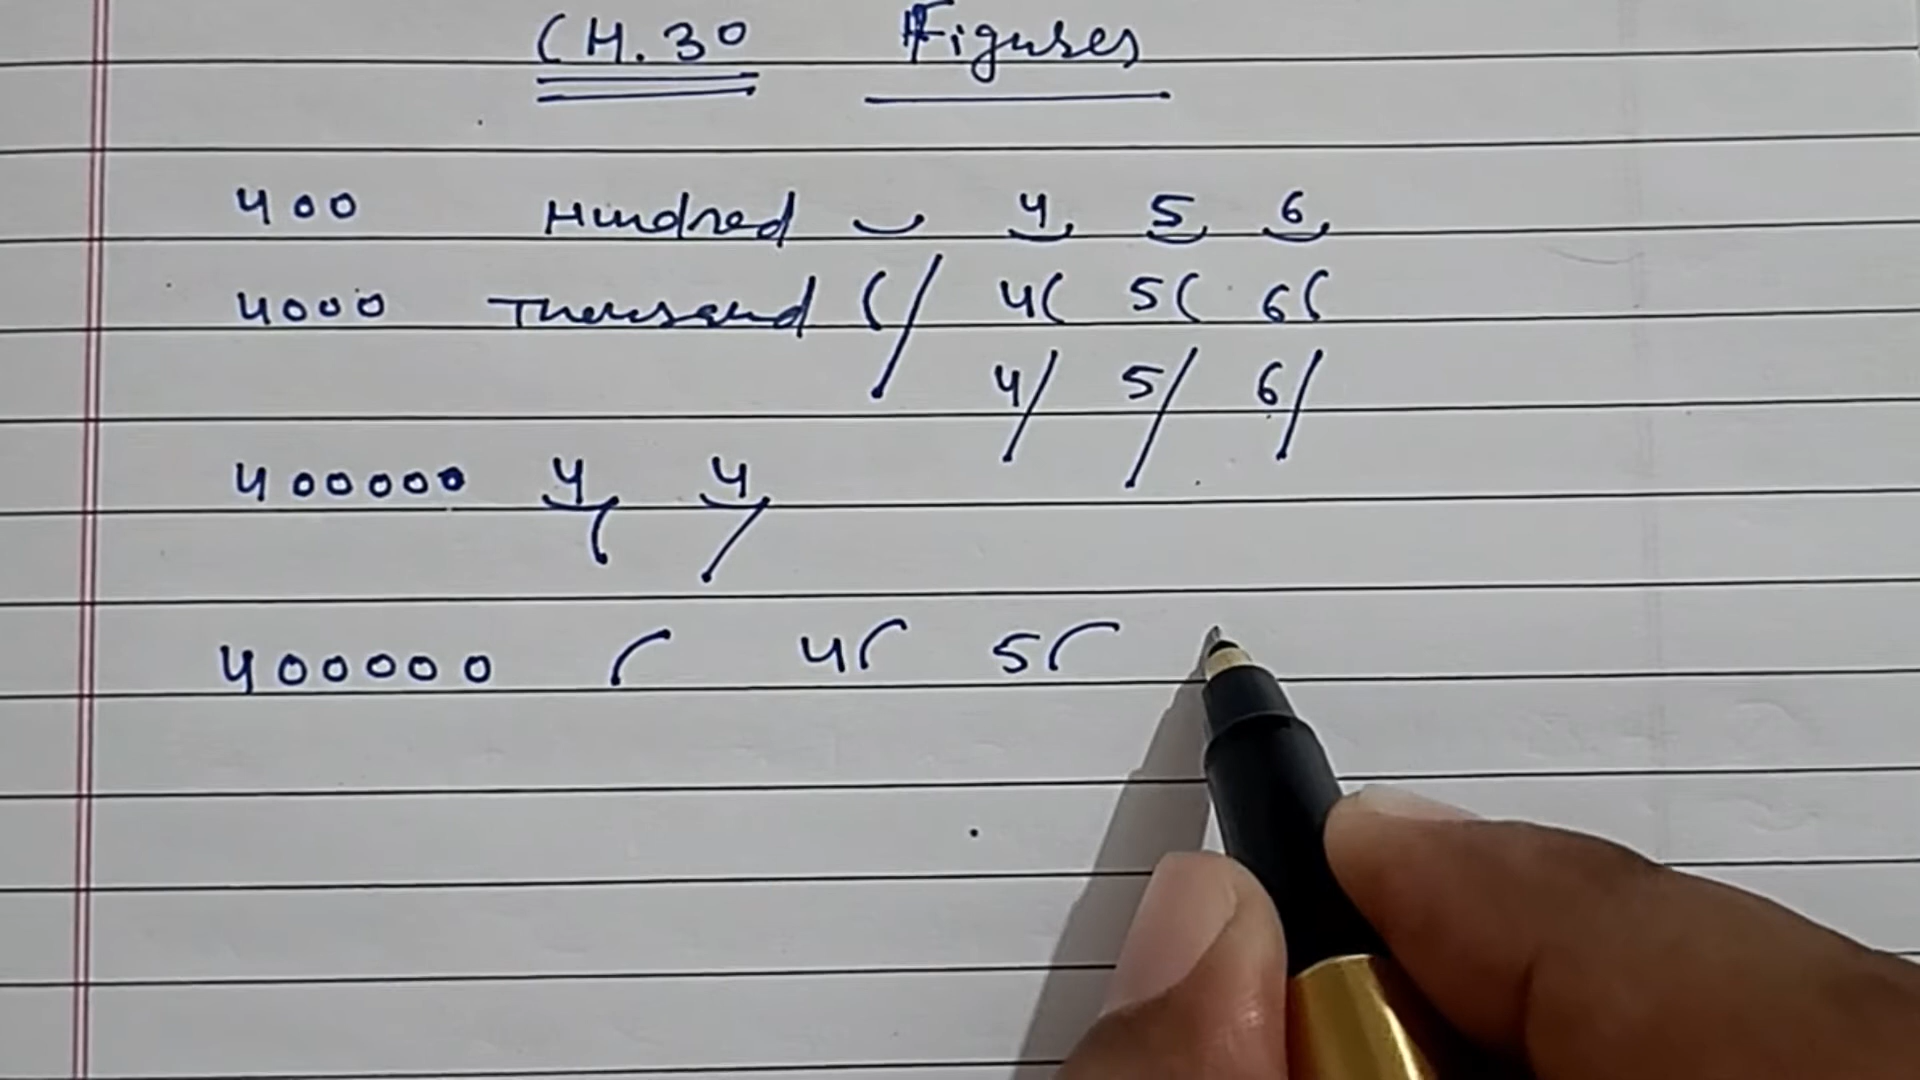 CH.30 Figures
400 Hundred 4 5 6
4000 Thousand ( / 4( 5( 6(
4/ 5/ 6/
400000 4 4
400000 4 5